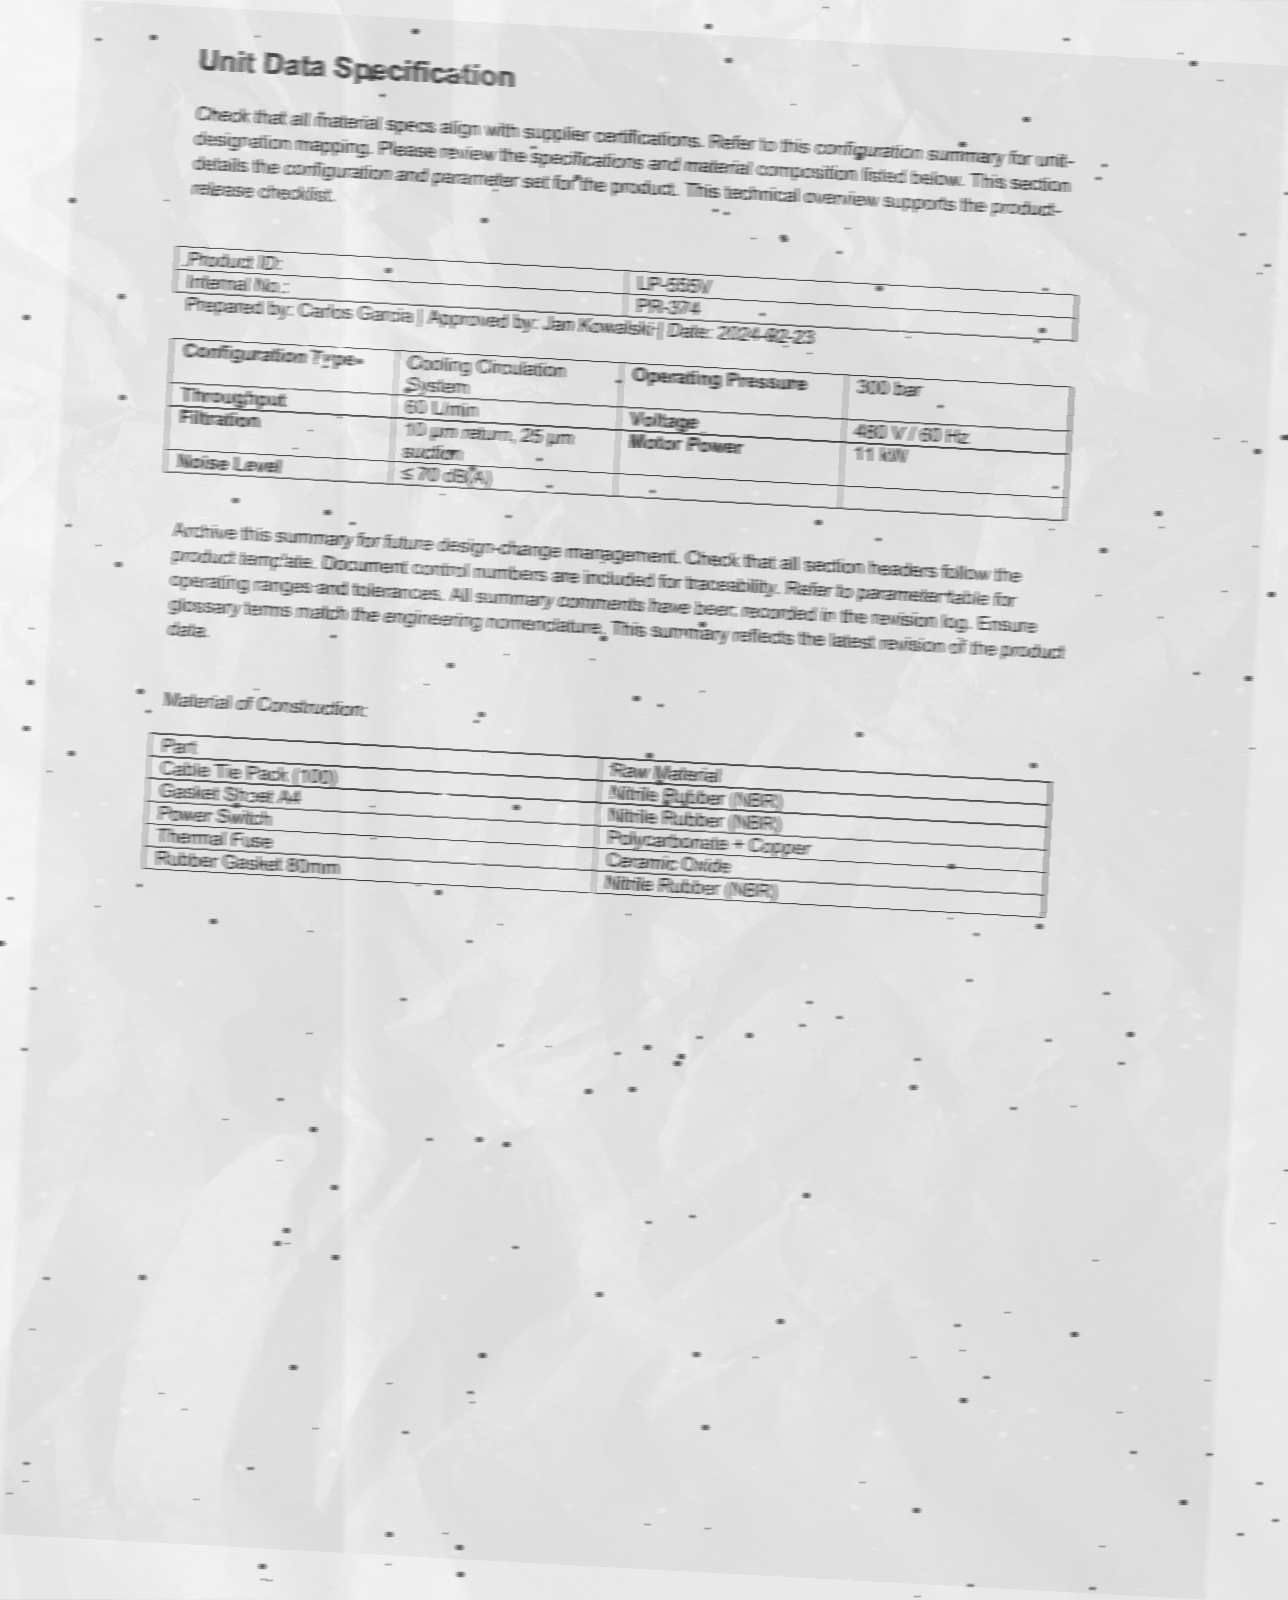 Unit Data Specification
Check that all material specs align with supplier certifications. Refer to this configuration summary for unit-
designation mapping. Please review the specifications and material composition listed below. This section
details the configuration and parameter set for the product. This technical overview supports the product-
release checklist.
Product ID: LP-555V
Internal No.: PR-374
Prepared by: Carlos Garcia | Approved by: Jan Kowalski | Date: 2024-02-23
Configuration Type Cooling Circulation System Operating Pressure 300 bar
Throughput 60 L/min Voltage 480 V / 60 Hz
Filtration 10 µm return, 25 µm suction Motor Power 11 kW
Noise Level ≤ 70 dB(A)
Archive this summary for future design-change management. Check that all section headers follow the
product template. Document control numbers are included for traceability. Refer to parameter table for
operating ranges and tolerances. All summary comments have been recorded in the revision log. Ensure
glossary terms match the engineering nomenclature. This summary reflects the latest revision of the product
data.
Material of Construction:
Part Raw Material
Cable Tie Pack (100) Nitrile Rubber (NBR)
Gasket Sheet A4 Nitrile Rubber (NBR)
Power Switch Polycarbonate + Copper
Thermal Fuse Ceramic Oxide
Rubber Gasket 80mm Nitrile Rubber (NBR)